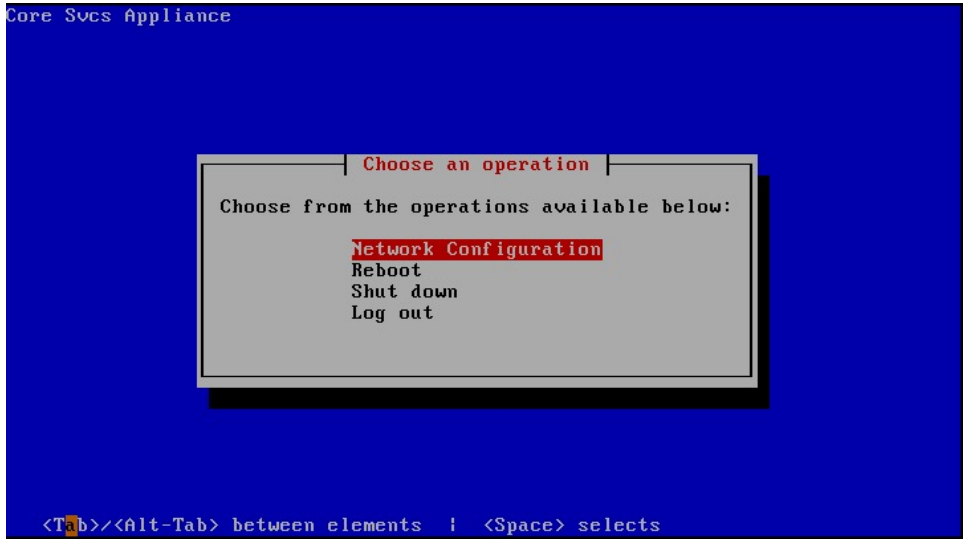 Core Svcs Appliance
Choose an operation
Choose from the operations available below:
Network Configuration
Reboot
Shut down
Log out
<Tab>/<Alt-Tab> between elements | <Space> selects